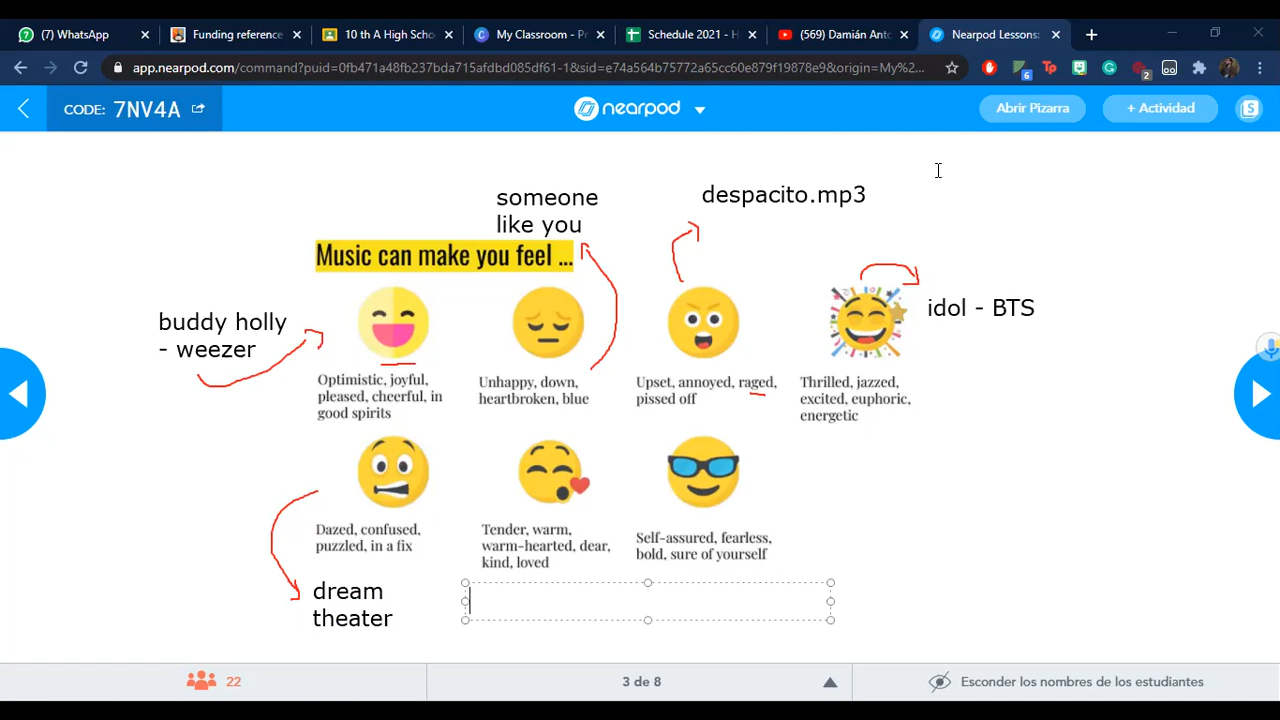 (7) WhatsApp
Funding reference
10 th A High Scho
My Classroom - Pr
Schedule 2021 - H
(569) Damián Anto
Nearpod Lessons:
app.nearpod.com/command?puid=0fb471a48fb237bda715afdbd085df61-1&sid=e74a564b75772a65cc60e879f19878e9&origin=My%2...
6
Tp
2
CODE: 7NV4A
nearpod
Abrir Pizarra
+ Actividad
S
someone
like you
despacito.mp3
Music can make you feel ...
buddy holly
- weezer
idol - BTS
Optimistic, joyful,
pleased, cheerful, in
good spirits
Unhappy, down,
heartbroken, blue
Upset, annoyed, raged,
pissed off
Thrilled, jazzed,
excited, euphoric,
energetic
Dazed, confused,
puzzled, in a fix
Tender, warm,
warm-hearted, dear,
kind, loved
Self-assured, fearless,
bold, sure of yourself
dream
theater
22
3 de 8
Esconder los nombres de los estudiantes